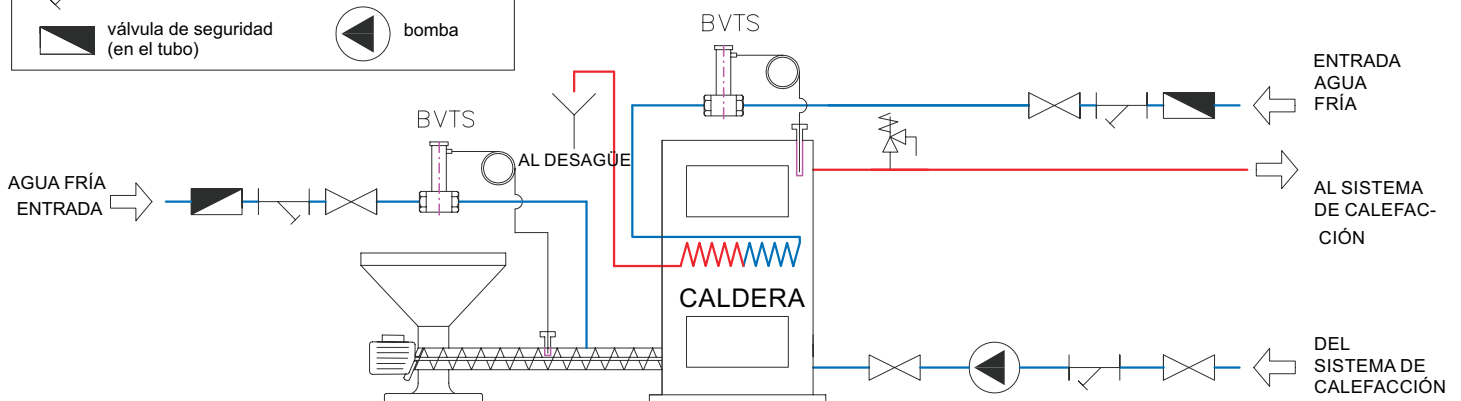 válvula de seguridad
(en el tubo)
bomba
BVTS
ENTRADA
AGUA
FRÍA
BVTS
AL DESAGÜE
AGUA FRÍA
ENTRADA
AL SISTEMA
DE CALEFAC-
CIÓN
CALDERA
DEL
SISTEMA DE
CALEFACCIÓN